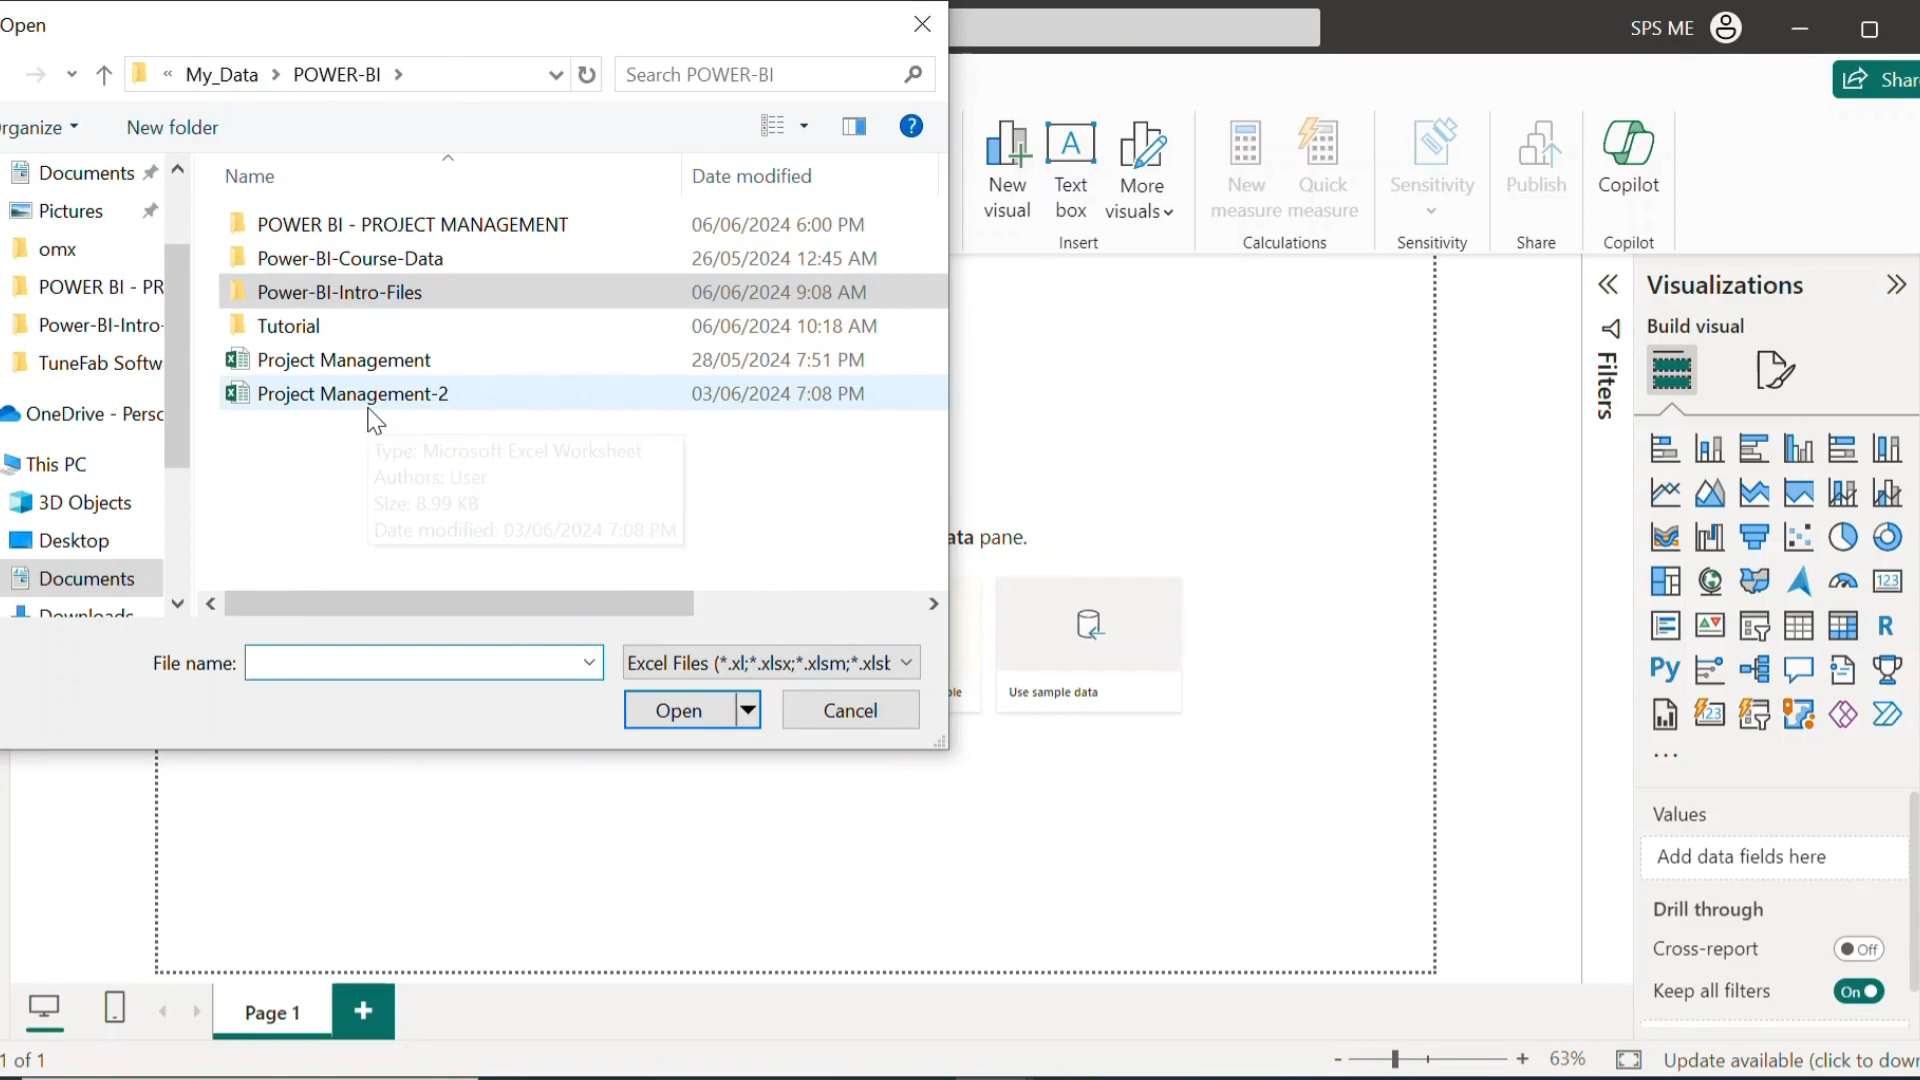 Open
SPS ME
« My_Data > POWER-BI >
Search POWER-BI
Shar
rganize
New folder
?
Name
Date modified
Documents
Pictures
omx
POWER BI - PR
Power-BI-Intro-
TuneFab Softw
OneDrive - Persc
This PC
3D Objects
Desktop
Documents
Downloads
POWER BI - PROJECT MANAGEMENT 06/06/2024 6:00 PM
Power-BI-Course-Data 26/05/2024 12:45 AM
Power-BI-Intro-Files 06/06/2024 9:08 AM
Tutorial 06/06/2024 10:18 AM
Project Management 28/05/2024 7:51 PM
Project Management-2 03/06/2024 7:08 PM
Type: Microsoft Excel Worksheet
Authors: User
Size: 8.99 KB
Date modified: 03/06/2024 7:08 PM
File name:
Excel Files (*.xl;*.xlsx;*.xlsm;*.xlsb
Open
Cancel
New visual
A
Text box
More visuals
Insert
New measure
Quick measure
Calculations
Sensitivity
Sensitivity
Publish
Share
Copilot
Copilot
ata pane.
ple
Use sample data
Filters
Visualizations
Build visual
123
R
Py
123
...
Values
Add data fields here
Drill through
Cross-report Off
Keep all filters On
Page 1
+
1 of 1
- + 63%
Update available (click to down